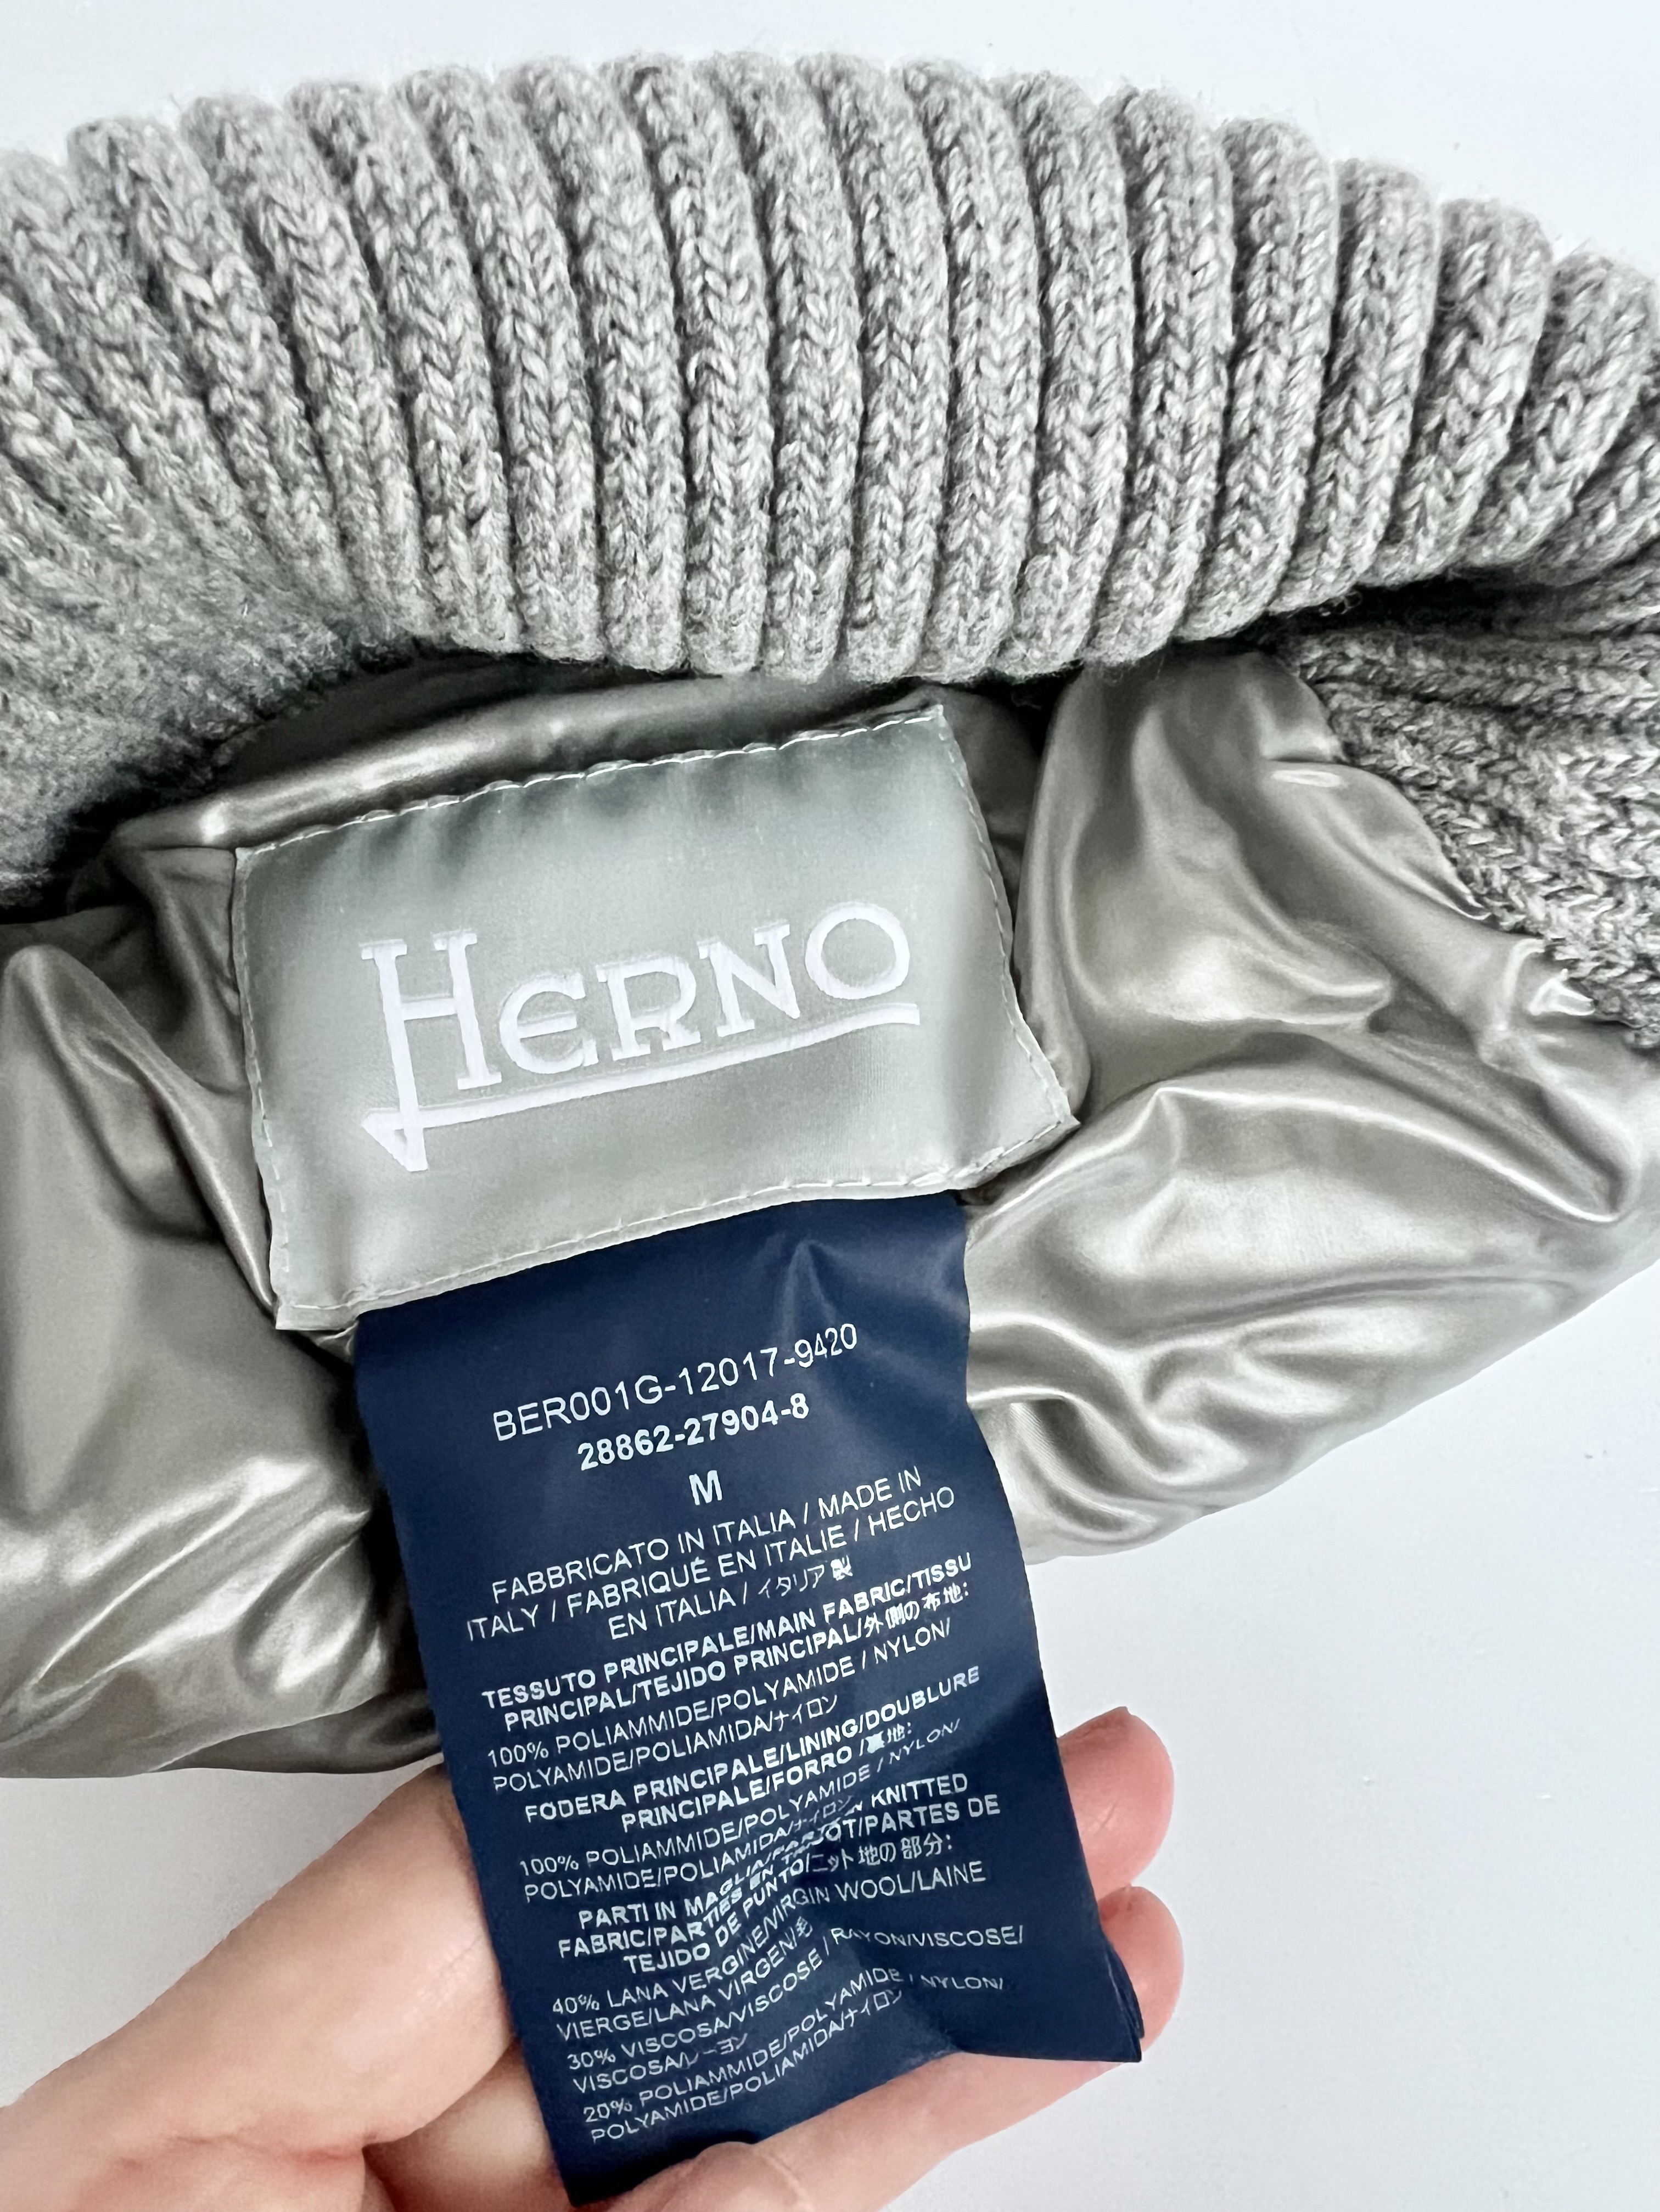 HERNO
BER001G-12017-9420
28862-27904-8
M
FABBRICATO IN ITALIA / MADE IN
ITALY / FABRIQUÉ EN ITALIE / HECHO
EN ITALIA / イタリア製
TESSUTO PRINCIPALE/MAIN FABRIC/TISSU
PRINCIPAL/TEJIDO PRINCIPAL/外側の布地:
100% POLIAMMIDE/POLYAMIDE / NYLON/
POLYAMIDE/POLIAMIDA/ナイロン
FODERA PRINCIPALE/LINING/DOUBLURE
PRINCIPALE/FORRO /裏地:
100% POLIAMMIDE/POLYAMIDE / NYLON/
POLYAMIDE/POLIAMIDA/ナイロン
PARTI IN MAGLIA/ KNITTED
FABRIC/PARTIES EN TRICOT/PARTES DE
TEJIDO DE PUNTO/ニット地の部分:
40% LANA VERGINE/VIRGIN WOOL/LAINE
VIERGE/LANA VIRGEN/毛
30% VISCOSA/VISCOSE / RAYON/VISCOSE/
VISCOSA/レーヨン
20% POLIAMMIDE/POLYAMIDE / NYLON/
POLYAMIDE/POLIAMIDA/ナイロン